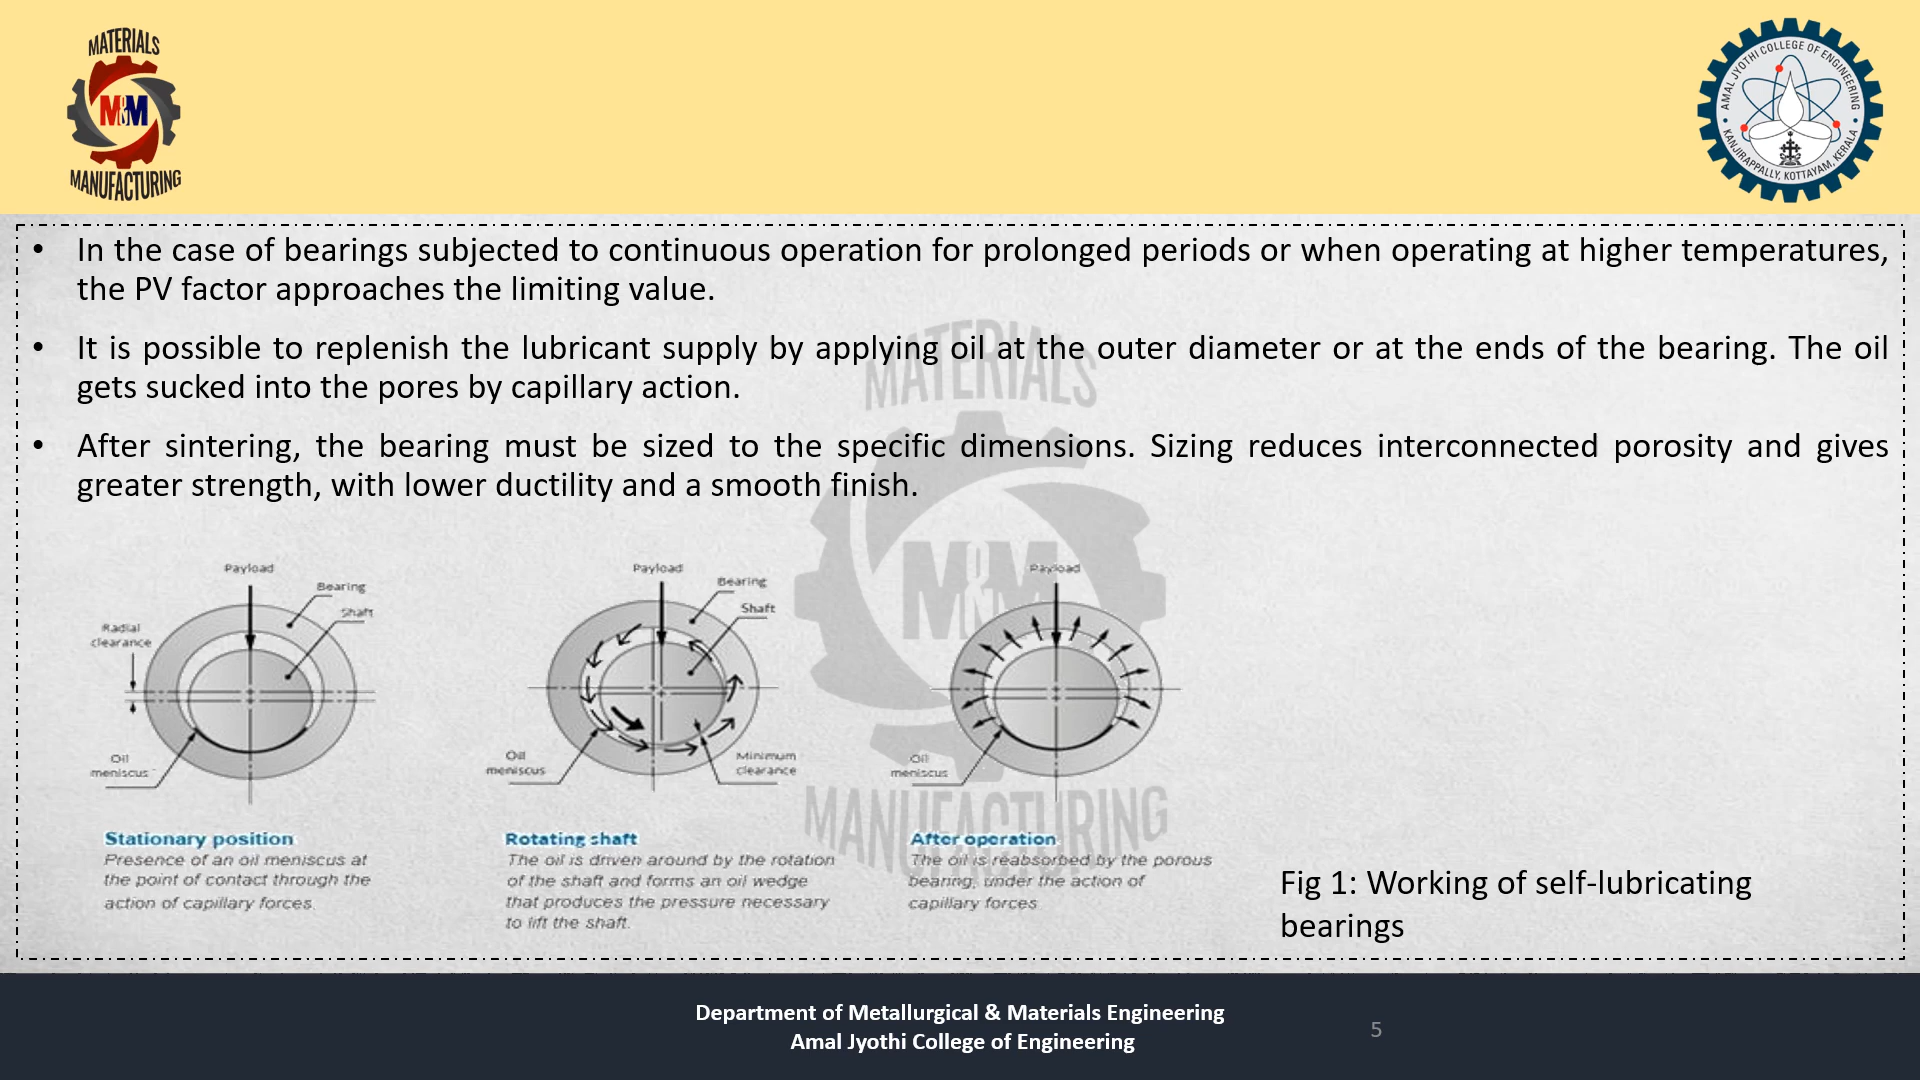 MATERIALS
M&M
MANUFACTURING
AMAL JYOTHI COLLEGE OF ENGINEERING
KANJIRAPPALLY, KOTTAYAM, KERALA
• In the case of bearings subjected to continuous operation for prolonged periods or when operating at higher temperatures,
the PV factor approaches the limiting value.
• It is possible to replenish the lubricant supply by applying oil at the outer diameter or at the ends of the bearing. The oil
gets sucked into the pores by capillary action.
• After sintering, the bearing must be sized to the specific dimensions. Sizing reduces interconnected porosity and gives
greater strength, with lower ductility and a smooth finish.
MATERIALS
M&M
MANUFACTURING
Payload
Bearing
Shaft
Radial
clearance
Oil
meniscus
Stationary position
Presence of an oil meniscus at
the point of contact through the
action of capillary forces
Payload
Bearing
Shaft
Oil
meniscus
Minimum
clearance
Rotating shaft
The oil is driven around by the rotation
of the shaft and forms an oil wedge
that produces the pressure necessary
to lift the shaft.
Payload
Oil
meniscus
After operation
The oil is reabsorbed by the porous
bearing, under the action of
capillary forces
Fig 1: Working of self-lubricating
bearings
Department of Metallurgical & Materials Engineering
Amal Jyothi College of Engineering
5